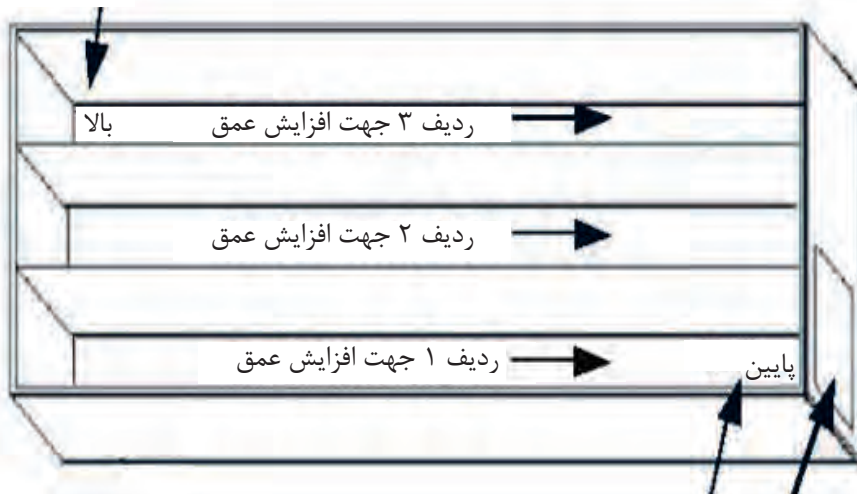 بالا
ردیف ۳ جهت افزایش عمق
ردیف ۲ جهت افزایش عمق
ردیف ۱ جهت افزایش عمق
پایین